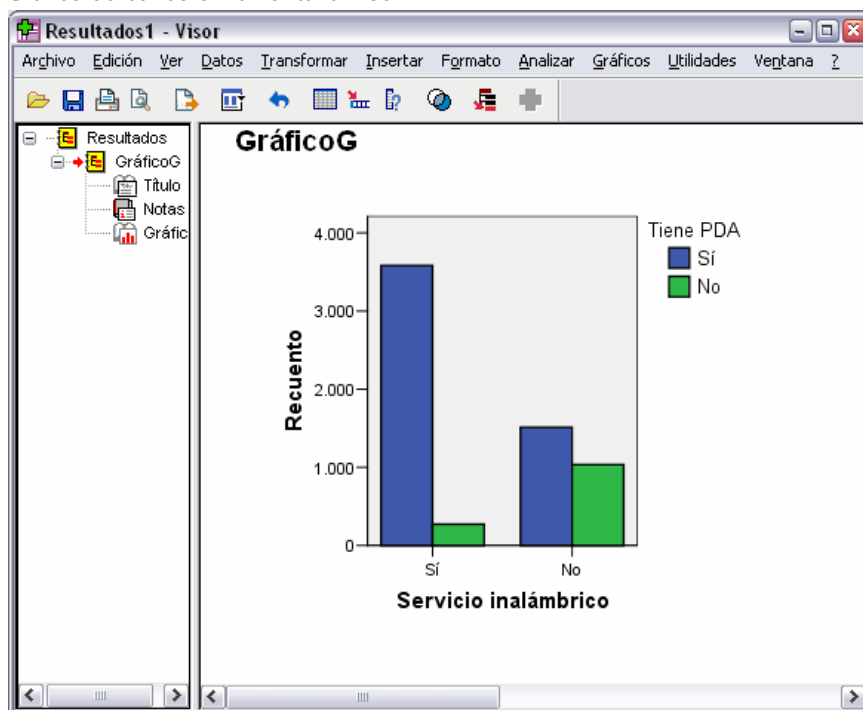 Resultados1 - Visor
Archivo Edición Ver Datos Transformar Insertar Formato Analizar Gráficos Utilidades Ventana ?
Resultados
GráficoG
Título
Notas
Gráfic
GráficoG
4.000
3.000
2.000
1.000
0
Recuento
Sí
No
Servicio inalámbrico
Tiene PDA
Sí
No